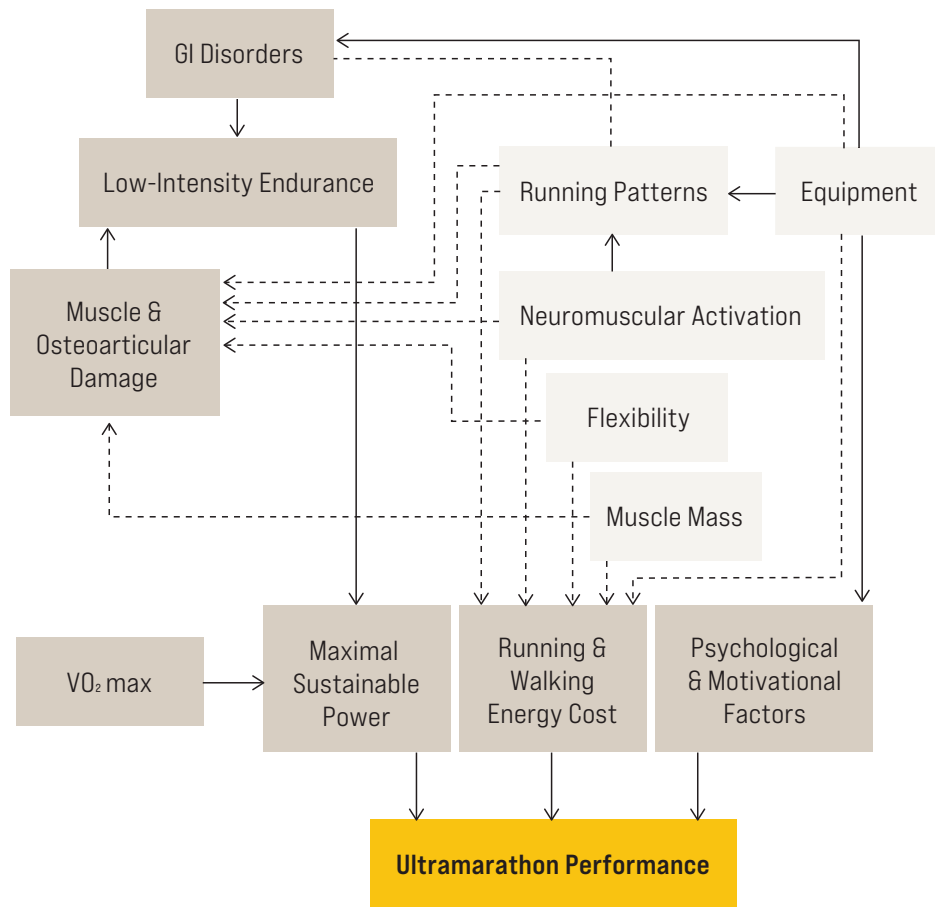 GI Disorders
Low-Intensity Endurance
Running Patterns
Equipment
Muscle &
Osteoarticular
Damage
Neuromuscular Activation
Flexibility
Muscle Mass
VO₂ max
Maximal
Sustainable
Power
Running &
Walking
Energy Cost
Psychological
& Motivational
Factors
Ultramarathon Performance